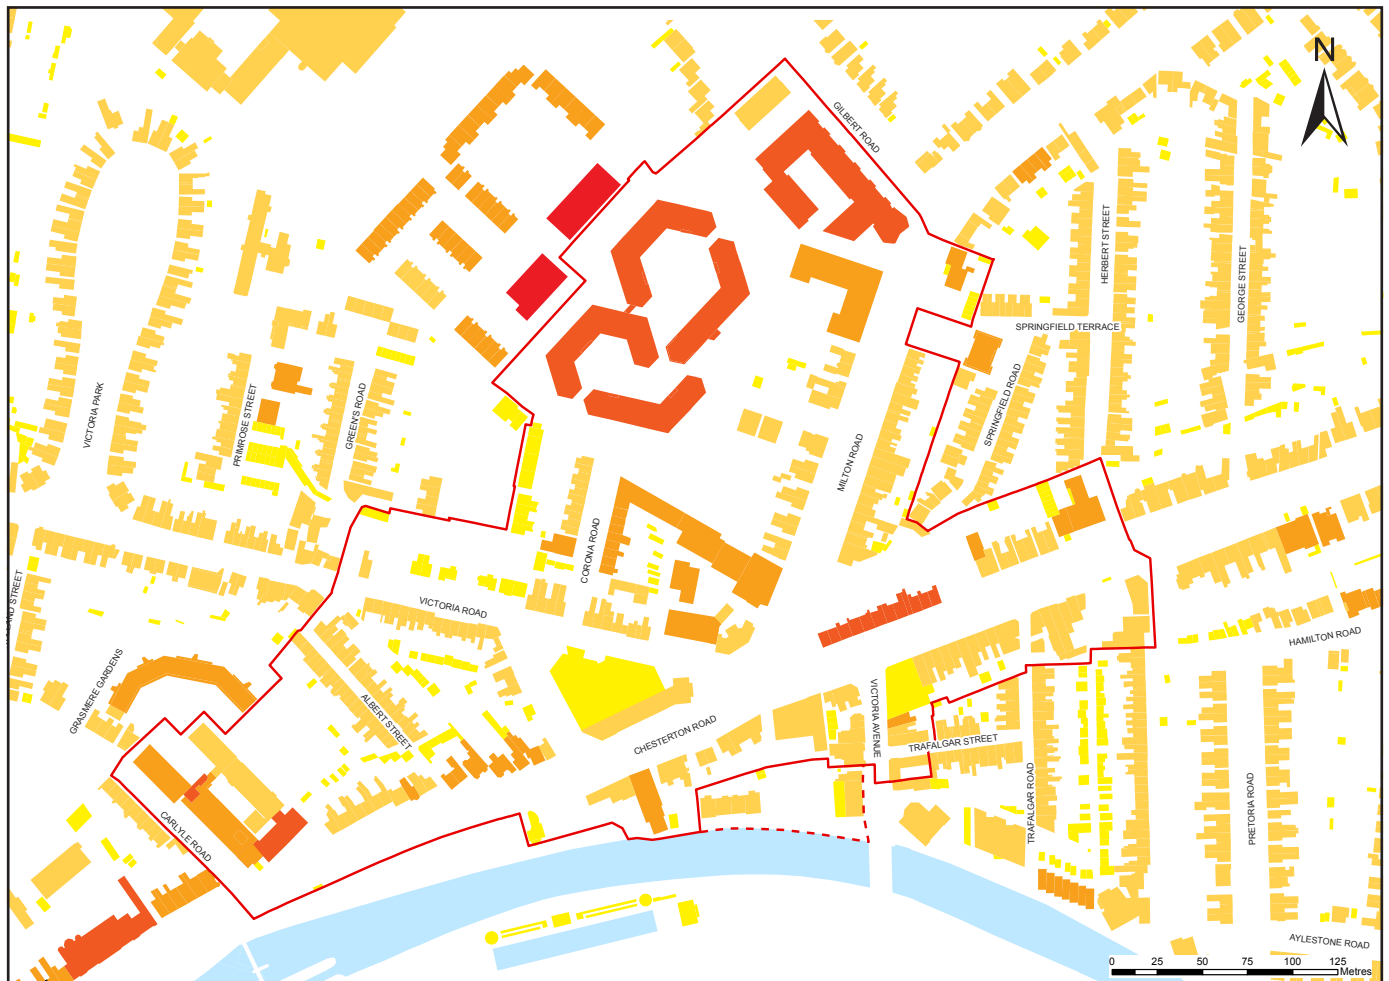 N
GILBERT ROAD
HERBERT STREET
GEORGE STREET
SPRINGFIELD TERRACE
VICTORIA PARK
PRIMROSE STREET
GREEN'S ROAD
SPRINGFIELD ROAD
MILTON ROAD
CORONA ROAD
VICTORIA ROAD
HAMILTON ROAD
GRASMERE GARDENS
ALBERT STREET
CHESTERTON ROAD
VICTORIA AVENUE
TRAFALGAR STREET
TRAFALGAR ROAD
PRETORIA ROAD
CARLYLE ROAD
AYLESTONE ROAD
0 25 50 75 100 125
Metres